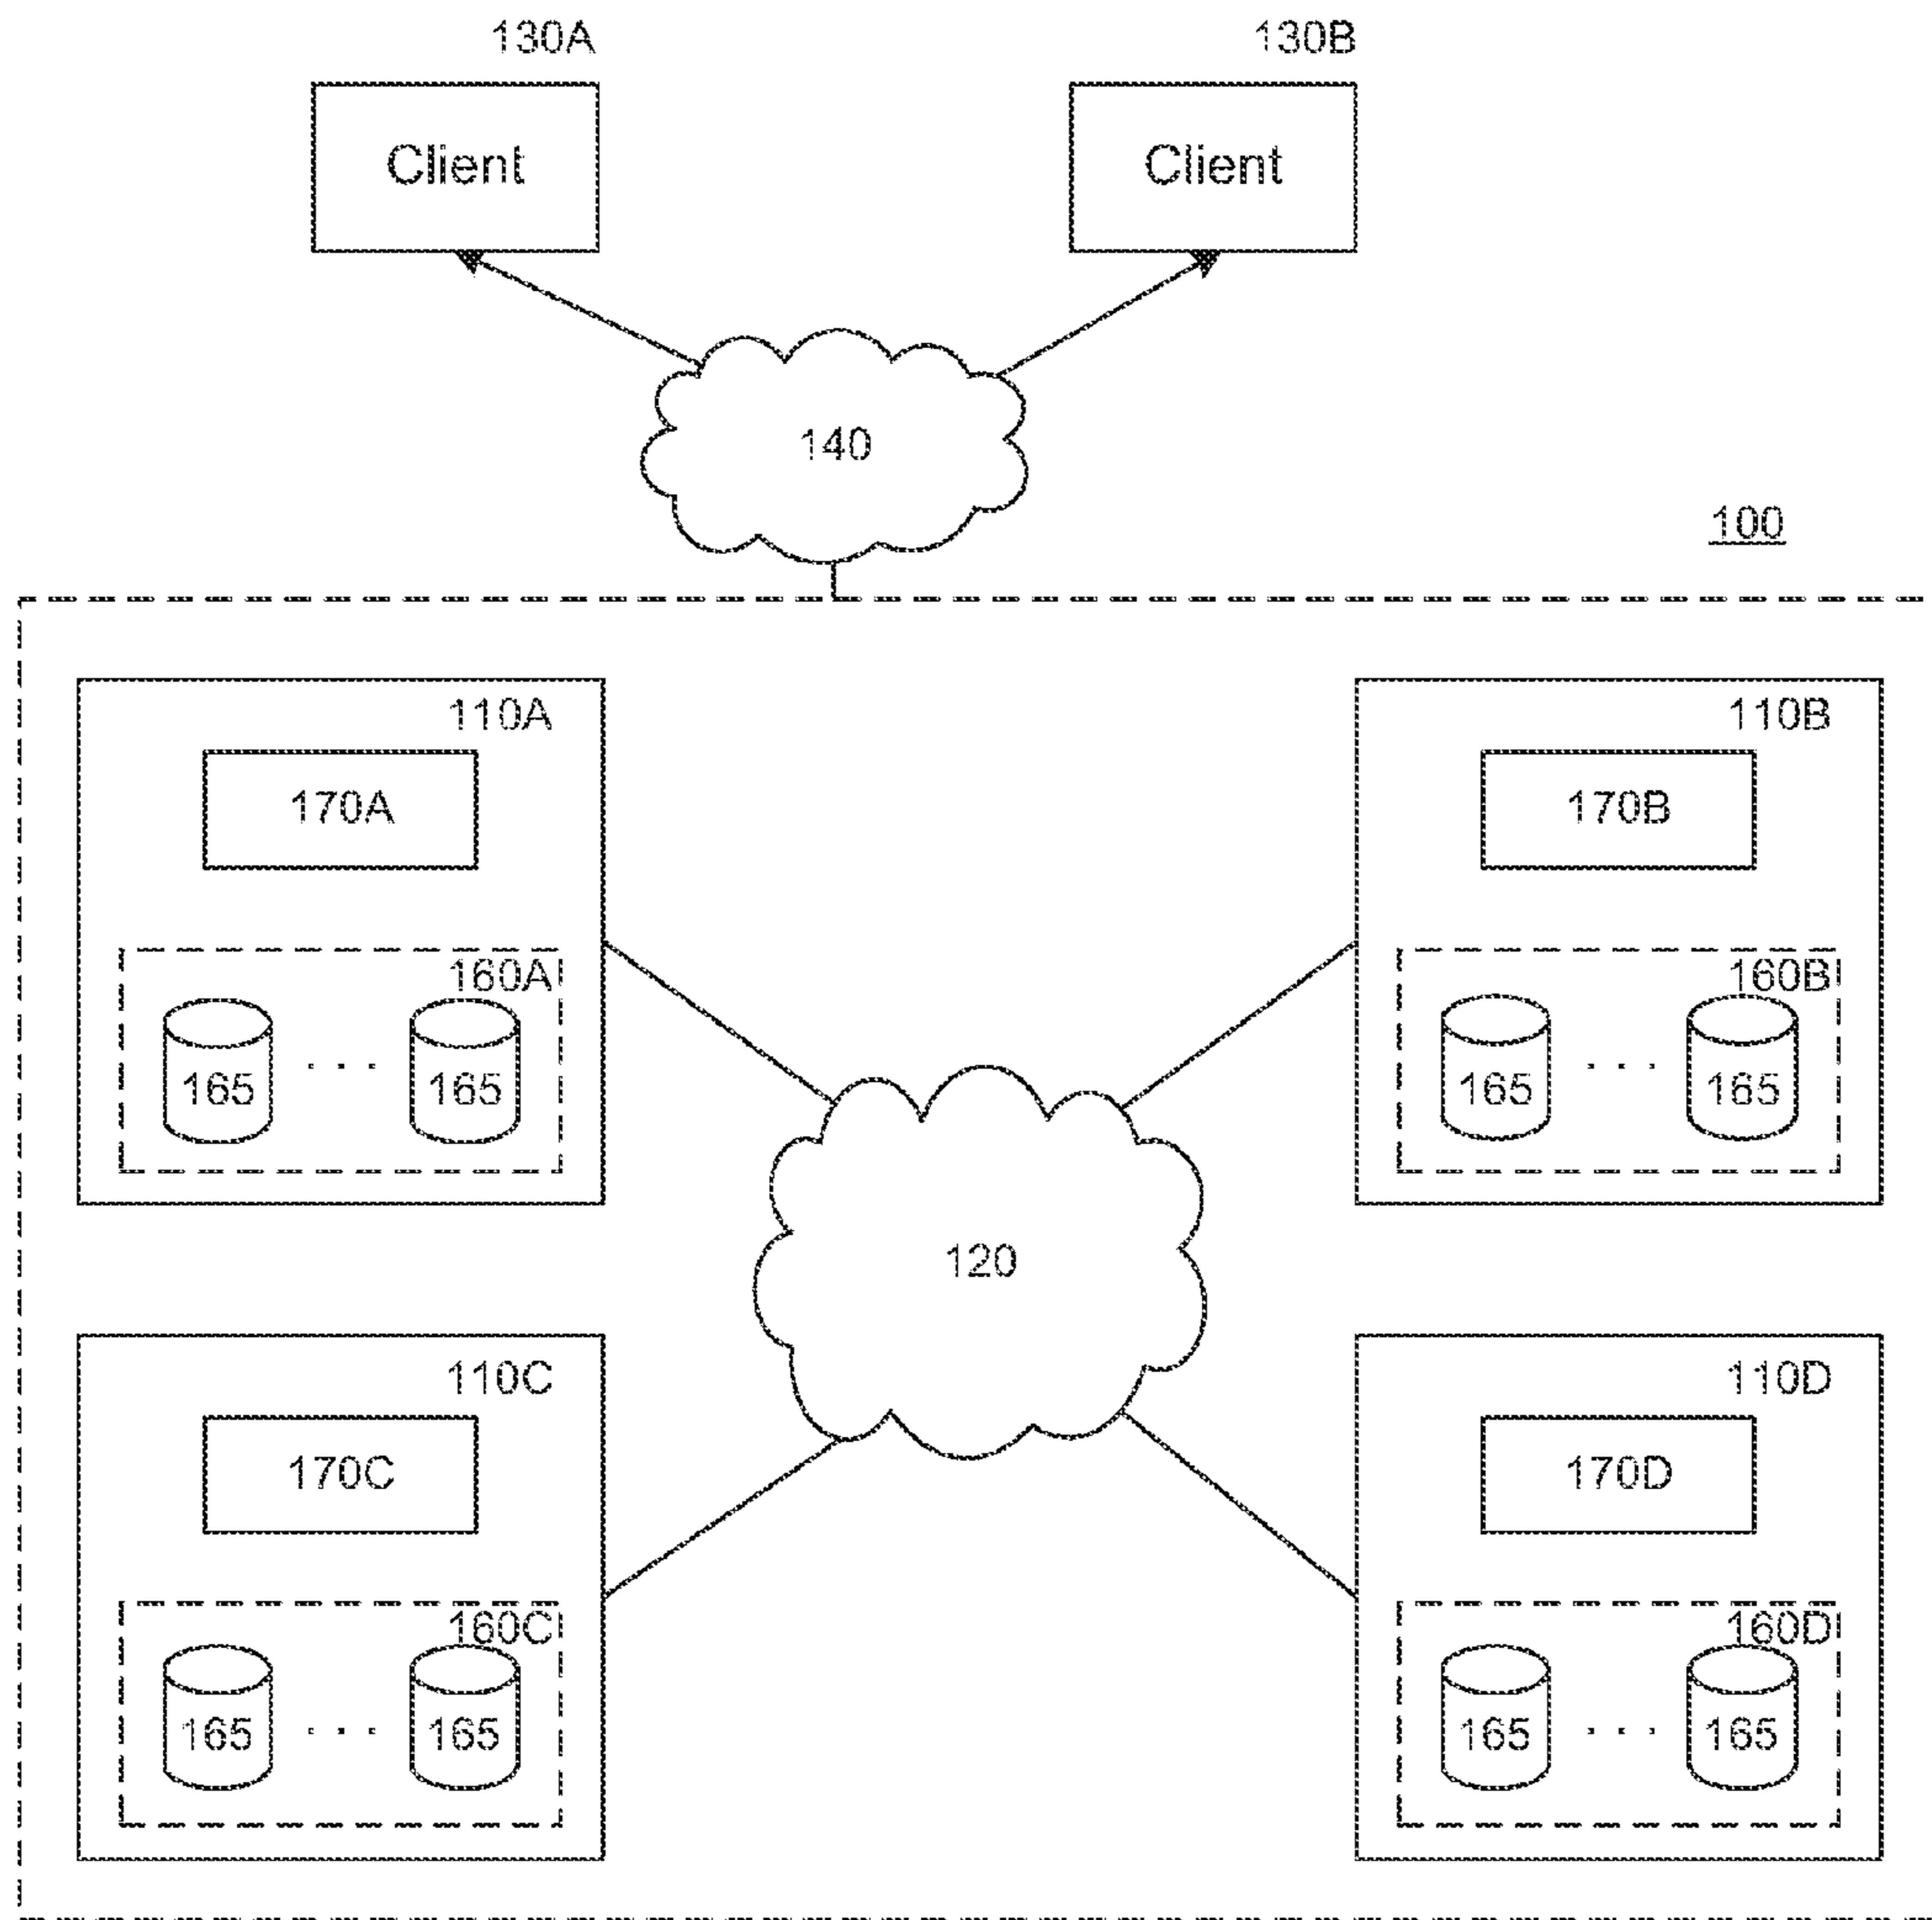 130A 130B
Client Client
140
100
110A 110B
170A 170B
160A 160B
165 ... 165 165 ... 165
120
110C 110D
170C 170D
160C 160D
165 ... 165 165 ... 165